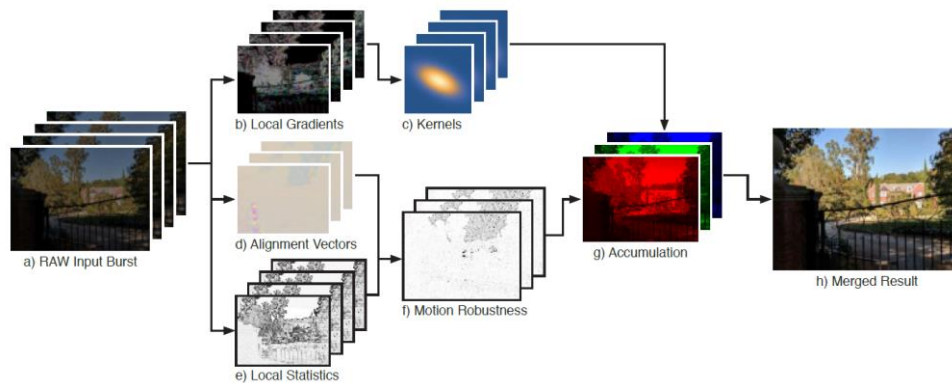 a) RAW Input Burst
b) Local Gradients
c) Kernels
d) Alignment Vectors
e) Local Statistics
f) Motion Robustness
g) Accumulation
h) Merged Result